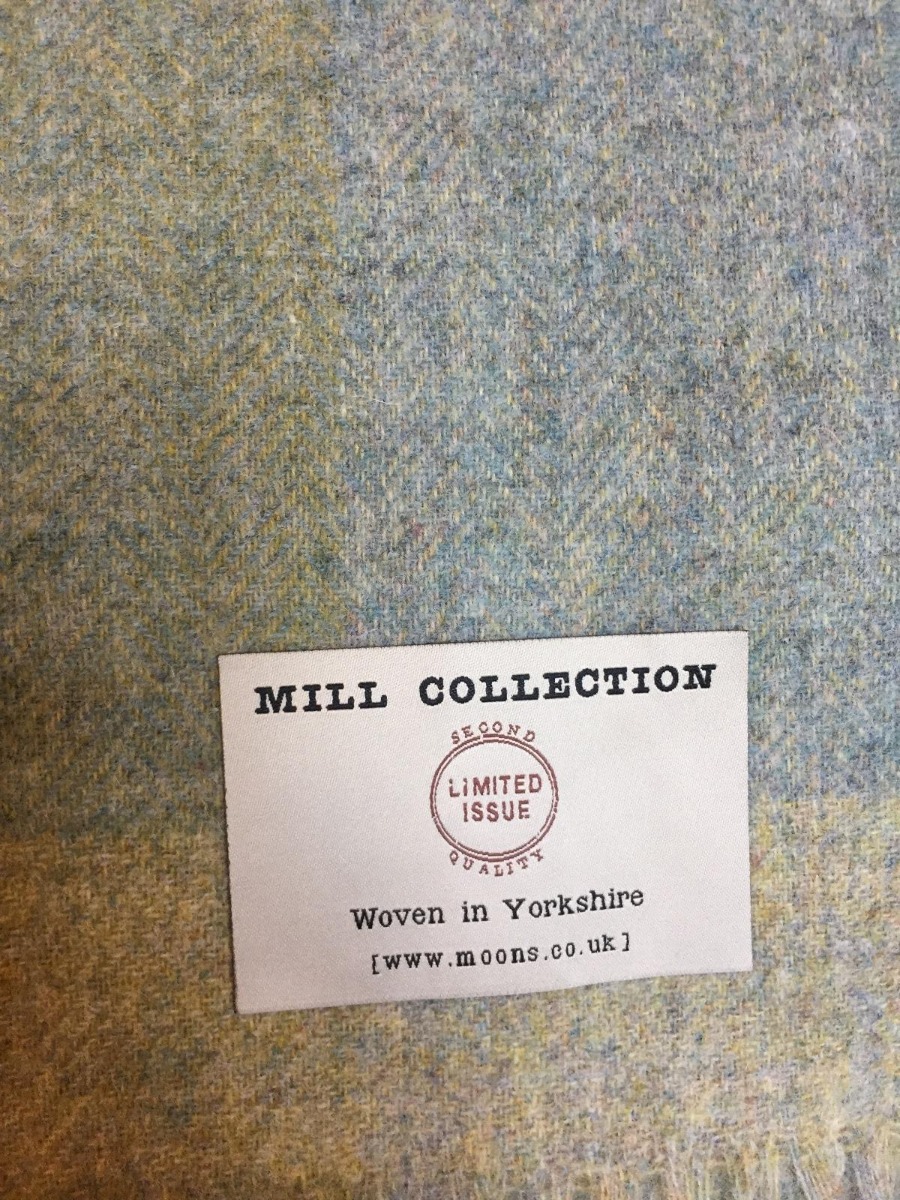 MILL COLLECTION
SECOND
LIMITED
ISSUE
QUALITY
Woven in Yorkshire
[www.moons.co.uk]